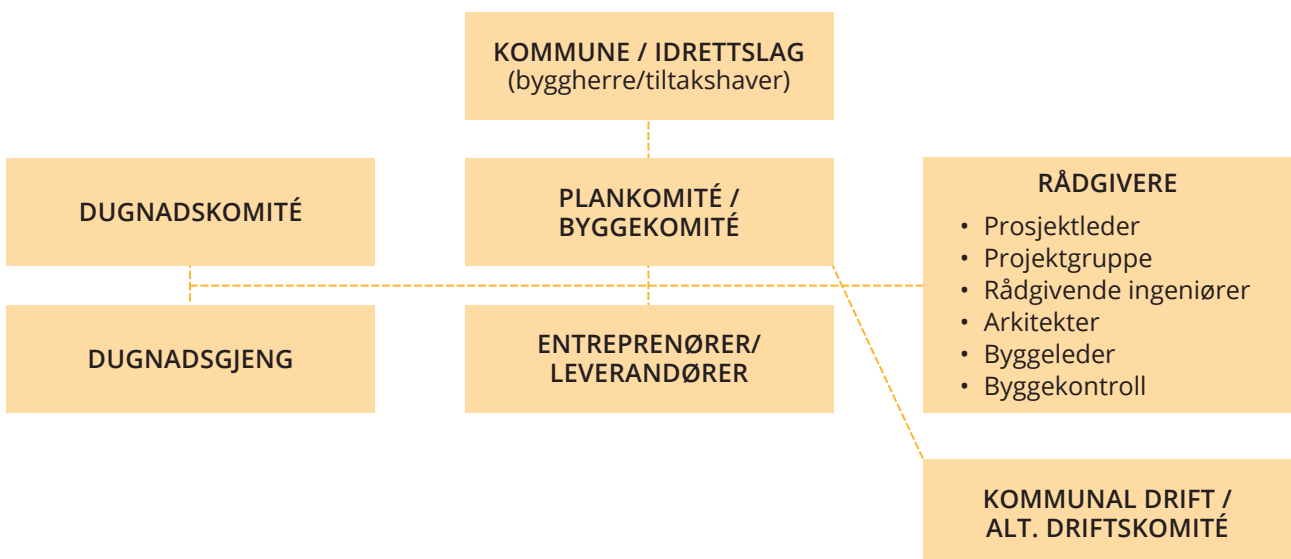 KOMMUNE / IDRETTSLAG
(byggherre/tiltakshaver)
DUGNADSKOMITÉ
PLANKOMITÉ /
BYGGEKOMITÉ
RÅDGIVERE
• Prosjektleder
• Projektgruppe
• Rådgivende ingeniører
• Arkitekter
• Byggeleder
• Byggekontroll
DUGNADSGJENG
ENTREPRENØRER/
LEVERANDØRER
KOMMUNAL DRIFT /
ALT. DRIFTSKOMITÉ